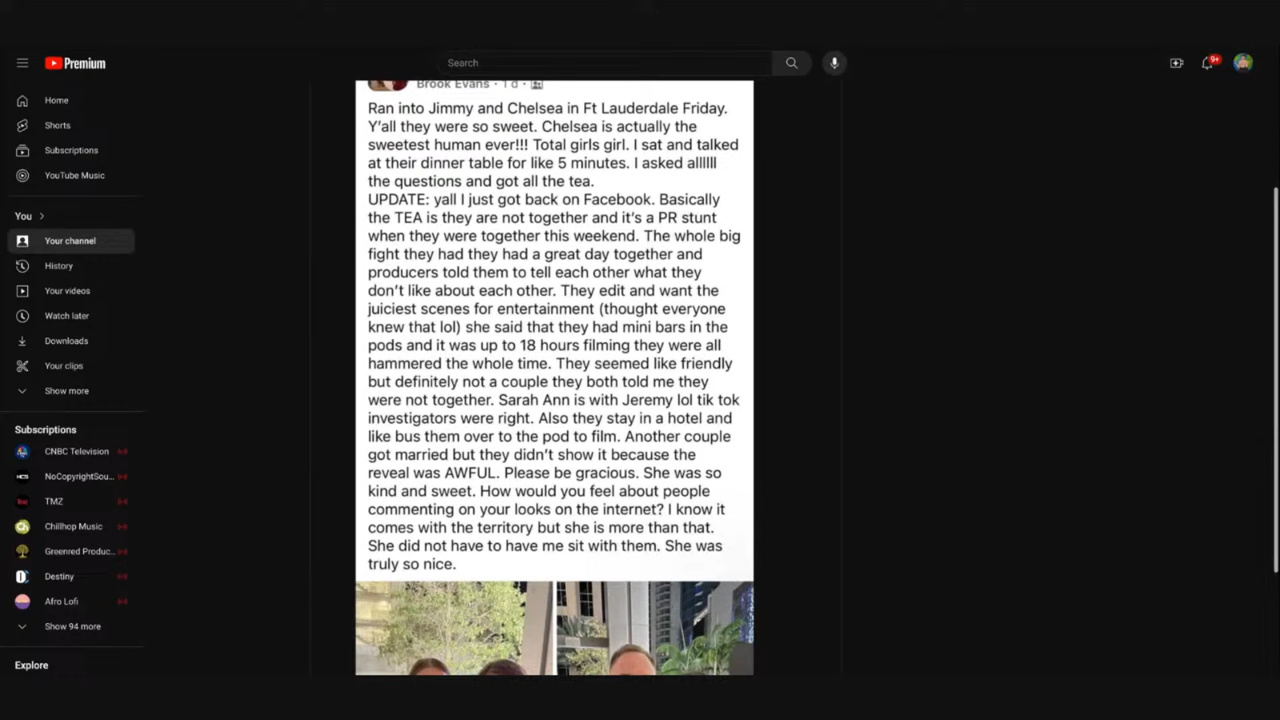 Premium
Search
9+
Home
Shorts
Subscriptions
YouTube Music
You
Your channel
History
Your videos
Watch later
Downloads
Your clips
Show more
Subscriptions
CNBC Television
NoCopyrightSou...
TMZ
Chillhop Music
Greenred Produc...
Destiny
Afro Lofi
Show 94 more
Explore
Brook Evans · 1 d ·
Ran into Jimmy and Chelsea in Ft Lauderdale Friday.
Y'all they were so sweet. Chelsea is actually the
sweetest human ever!!! Total girls girl. I sat and talked
at their dinner table for like 5 minutes. I asked allllll
the questions and got all the tea.
UPDATE: yall I just got back on Facebook. Basically
the TEA is they are not together and it's a PR stunt
when they were together this weekend. The whole big
fight they had they had a great day together and
producers told them to tell each other what they
don't like about each other. They edit and want the
juiciest scenes for entertainment (thought everyone
knew that lol) she said that they had mini bars in the
pods and it was up to 18 hours filming they were all
hammered the whole time. They seemed like friendly
but definitely not a couple they both told me they
were not together. Sarah Ann is with Jeremy lol tik tok
investigators were right. Also they stay in a hotel and
like bus them over to the pod to film. Another couple
got married but they didn't show it because the
reveal was AWFUL. Please be gracious. She was so
kind and sweet. How would you feel about people
commenting on your looks on the internet? I know it
comes with the territory but she is more than that.
She did not have to have me sit with them. She was
truly so nice.